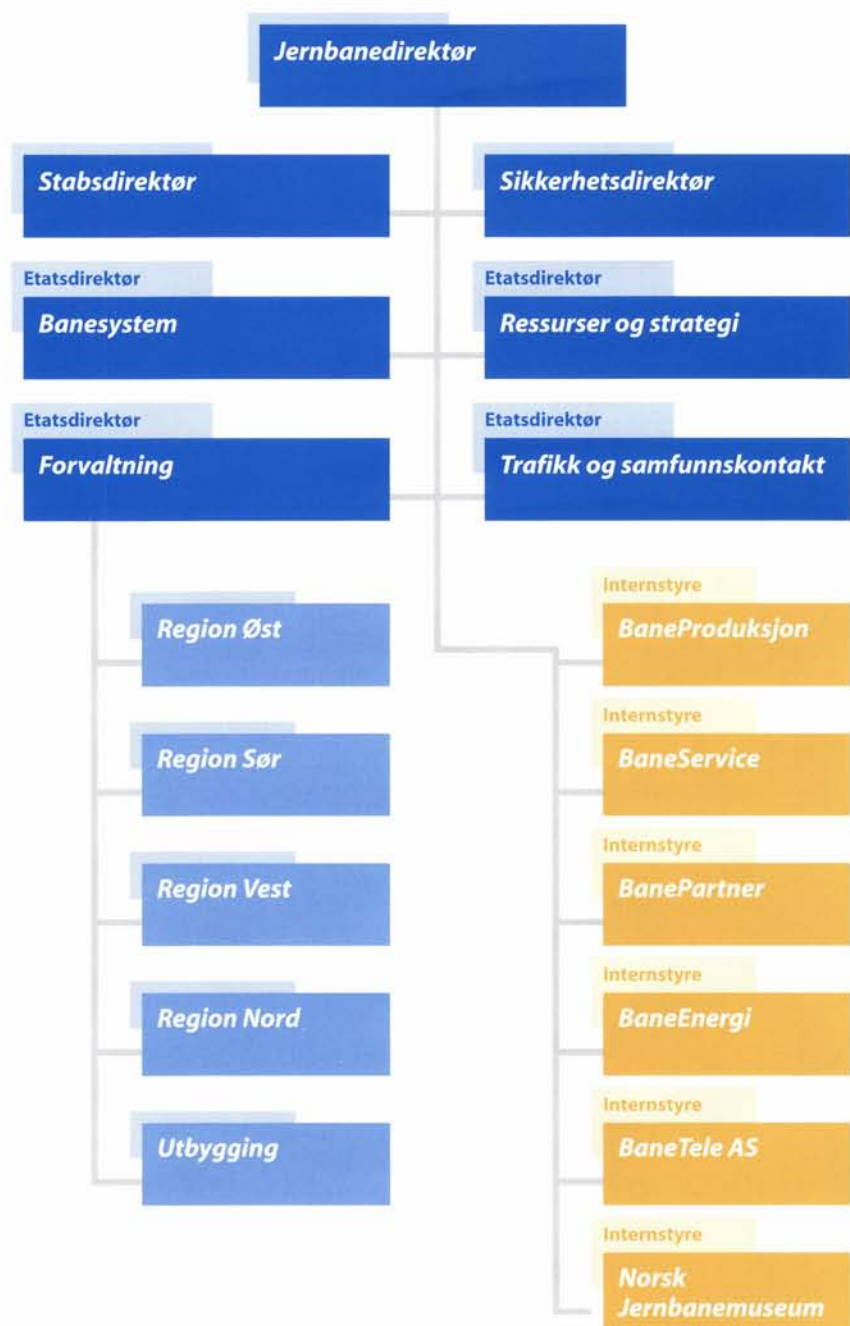 Jernbanedirektør
Stabsdirektør
Sikkerhetsdirektør
Etatsdirektør
Banesystem
Etatsdirektør
Ressurser og strategi
Etatsdirektør
Forvaltning
Etatsdirektør
Trafikk og samfunnskontakt
Region Øst
Region Sør
Region Vest
Region Nord
Utbygging
Internstyre
BaneProduksjon
Internstyre
BaneService
Internstyre
BanePartner
Internstyre
BaneEnergi
Internstyre
BaneTele AS
Internstyre
Norsk
Jernbanemuseum